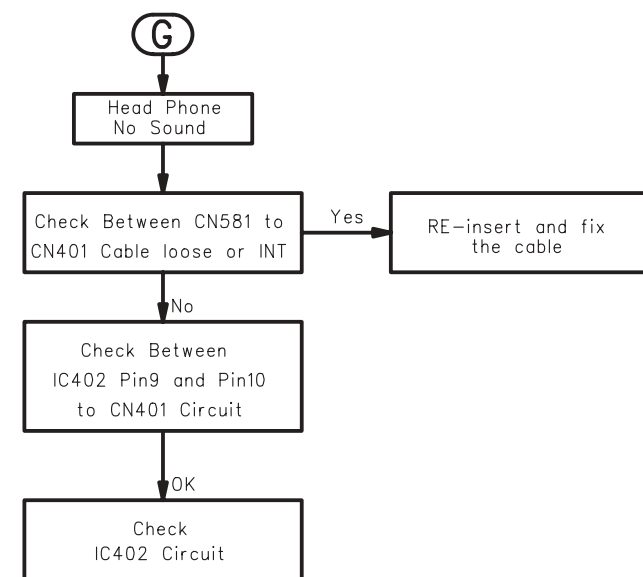 G
Head Phone
No Sound
Check Between CN581 to
CN401 Cable loose or INT
Yes
RE-insert and fix
the cable
No
Check Between
IC402 Pin9 and Pin10
to CN401 Circuit
OK
Check
IC402 Circuit